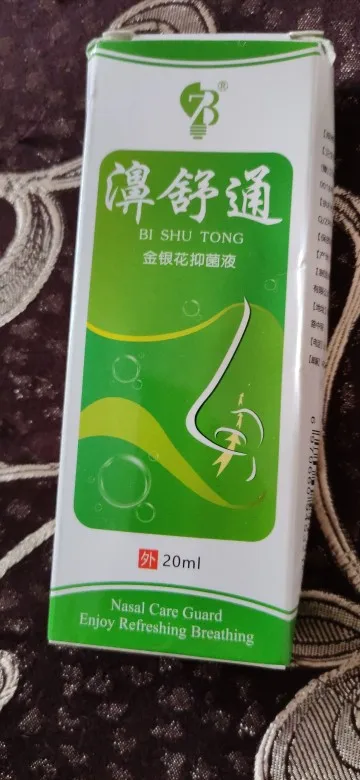 7B®
濞舒通
BI SHU TONG
金银花抑菌液
外 20ml
Nasal Care Guard
Enjoy Refreshing Breathing